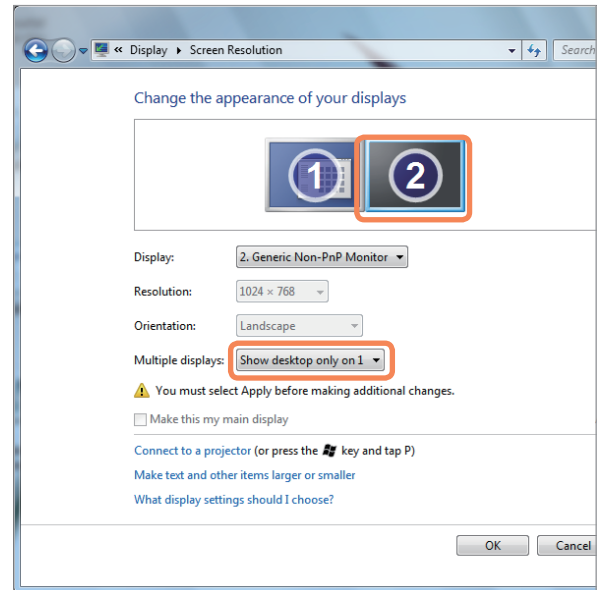 « Display ▸ Screen Resolution Search
Change the appearance of your displays
1 2
Display: 2. Generic Non-PnP Monitor
Resolution: 1024 × 768
Orientation: Landscape
Multiple displays: Show desktop only on 1
You must select Apply before making additional changes.
Make this my main display
Connect to a projector (or press the key and tap P)
Make text and other items larger or smaller
What display settings should I choose?
OK Cancel